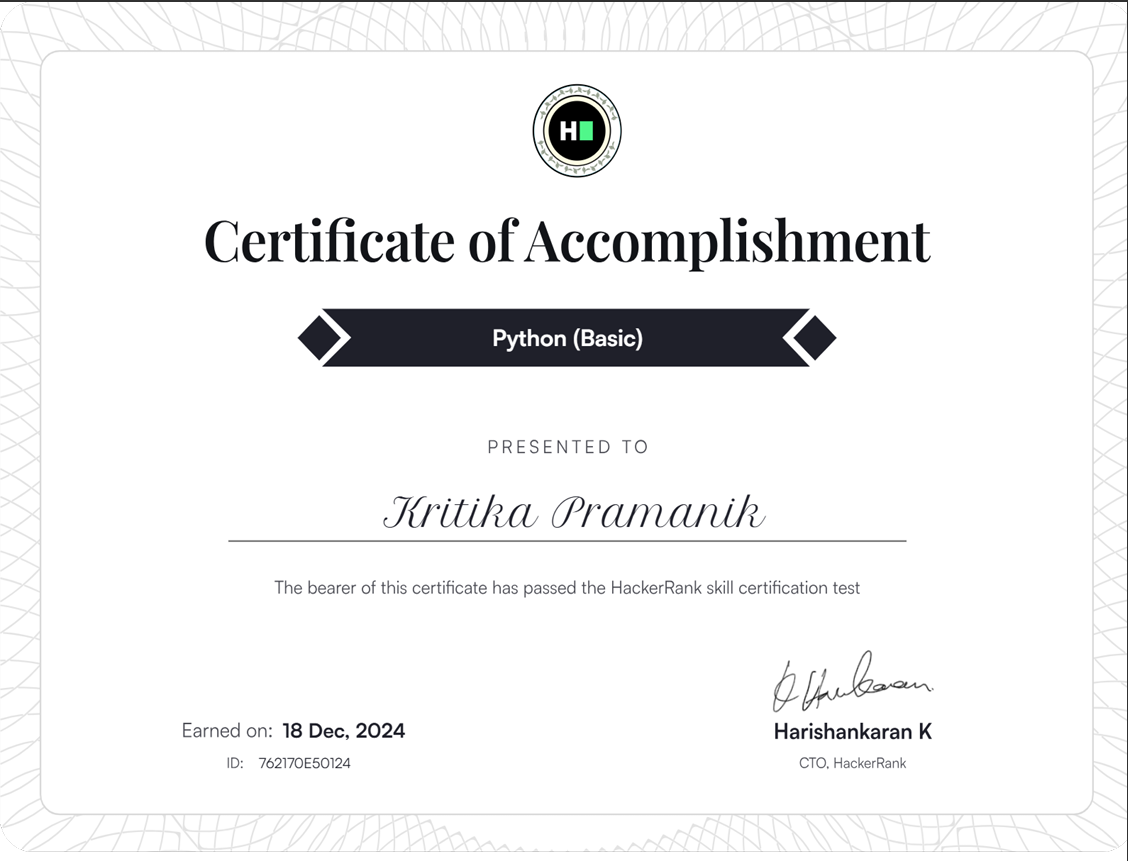 H
Certificate of Accomplishment
Python (Basic)
PRESENTED TO
Kritika Pramanik
The bearer of this certificate has passed the HackerRank skill certification test
Earned on: 18 Dec, 2024
ID: 762170E50124
Harishankaran K
CTO, HackerRank